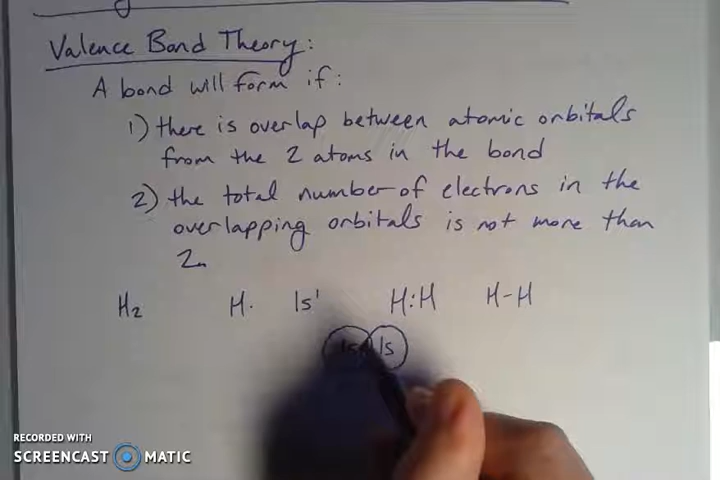 Valence Bond Theory:
A bond will form if:
1) there is overlap between atomic orbitals
from the 2 atoms in the bond
2) the total number of electrons in the
overlapping orbitals is not more than
2.
H₂ H· 1s¹ H:H H-H
1s 1s
RECORDED WITH
SCREENCAST MATIC